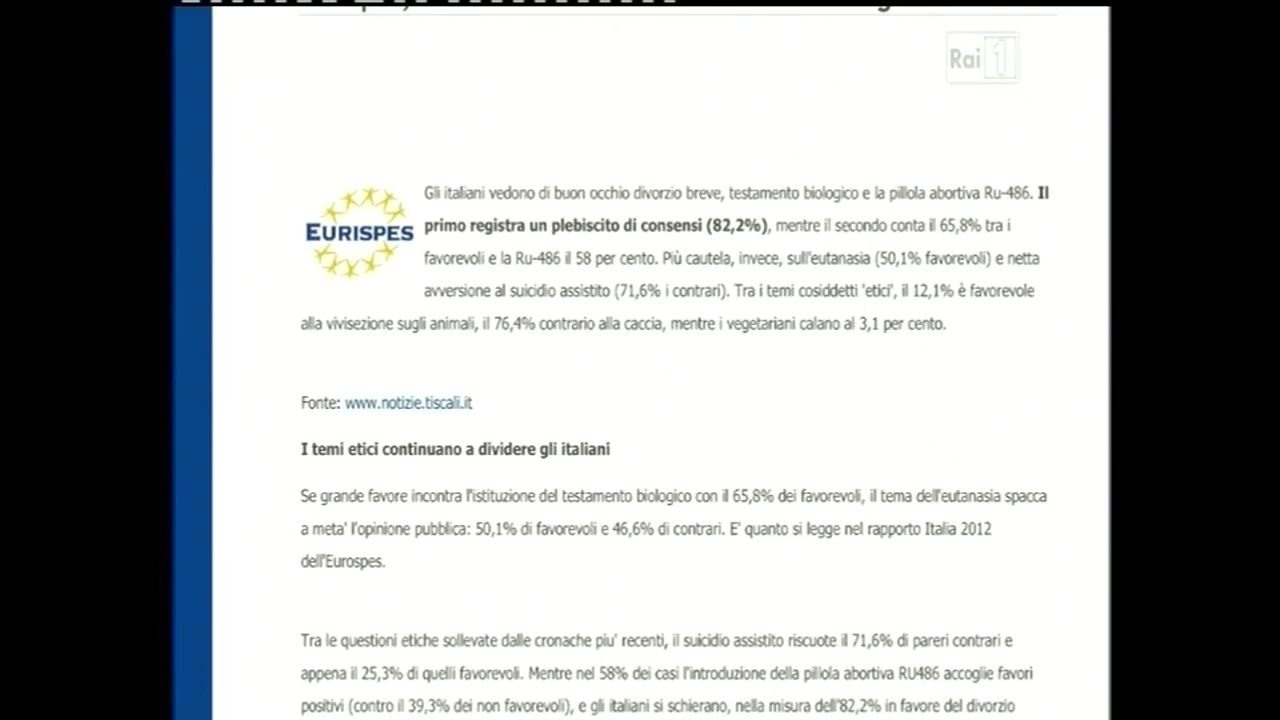 Rai 1
Gli italiani vedono di buon occhio divorzio breve, testamento biologico e la pillola abortiva Ru-486. Il
EURISPES
primo registra un plebiscito di consensi (82,2%), mentre il secondo conta il 65,8% tra i
favorevoli e la Ru-486 il 58 per cento. Più cautela, invece, sull'eutanasia (50,1% favorevoli) e netta
avversione al suicidio assistito (71,6% i contrari). Tra i temi cosiddetti 'etici', il 12,1% è favorevole
alla vivisezione sugli animali, il 76,4% contrario alla caccia, mentre i vegetariani calano al 3,1 per cento.
Fonte: www.notizie.tiscali.it
I temi etici continuano a dividere gli italiani
Se grande favore incontra l'istituzione del testamento biologico con il 65,8% dei favorevoli, il tema dell'eutanasia spacca
a meta' l'opinione pubblica: 50,1% di favorevoli e 46,6% di contrari. E' quanto si legge nel rapporto Italia 2012
dell'Eurospes.
Tra le questioni etiche sollevate dalle cronache piu' recenti, il suicidio assistito riscuote il 71,6% di pareri contrari e
appena il 25,3% di quelli favorevoli. Mentre nel 58% dei casi l'introduzione della pillola abortiva RU486 accoglie favori
positivi (contro il 39,3% dei non favorevoli), e gli italiani si schierano, nella misura dell'82,2% in favore del divorzio